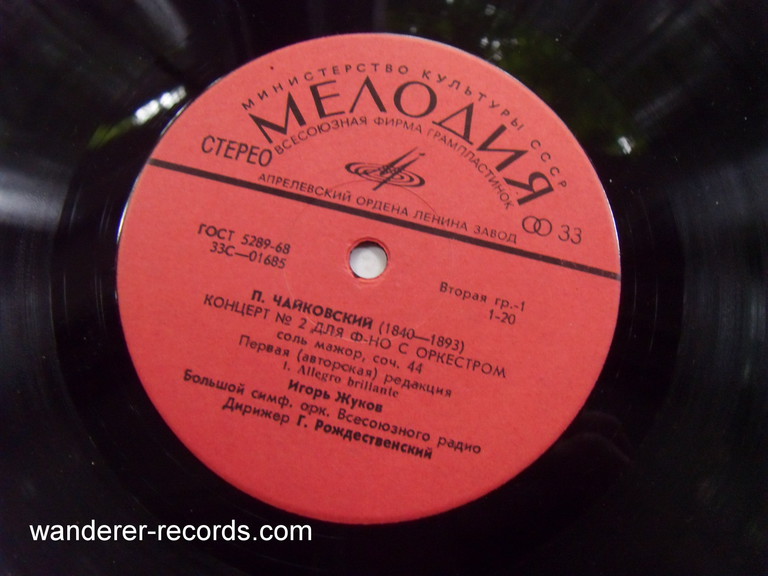 МИНИСТЕРСТВО КУЛЬТУРЫ СССР
МЕЛОДИЯ
ВСЕСОЮЗНАЯ ФИРМА ГРАМПЛАСТИНОК
СТЕРЕО
АПРЕЛЕВСКИЙ ОРДЕНА ЛЕНИНА ЗАВОД
33
ГОСТ 5289-68
33С—01685
Вторая гр.-1
1-20
П. ЧАЙКОВСКИЙ (1840—1893)
КОНЦЕРТ № 2 ДЛЯ Ф-НО С ОРКЕСТРОМ
соль мажор, соч. 44
Первая (авторская) редакция
1. Allegro brillante
Игорь Жуков
Большой симф. орк. Всесоюзного радио
Дирижер Г. Рождественский
wanderer-records.com